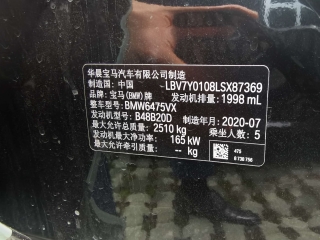 华晨宝马汽车有限公司制造
制造国: 中国 LBV7Y0108LSX87369
品牌: 宝马(BMW)牌 发动机排量: 1998 mL
整车型号: BMW6475VX
发动机型号: B48B20D 制造年月: 2020-07
最大允许总质量: 2510 kg 乘坐人数: 5
发动机最大净功率: 165 kW
最大允许牵引质量: -- kg
475